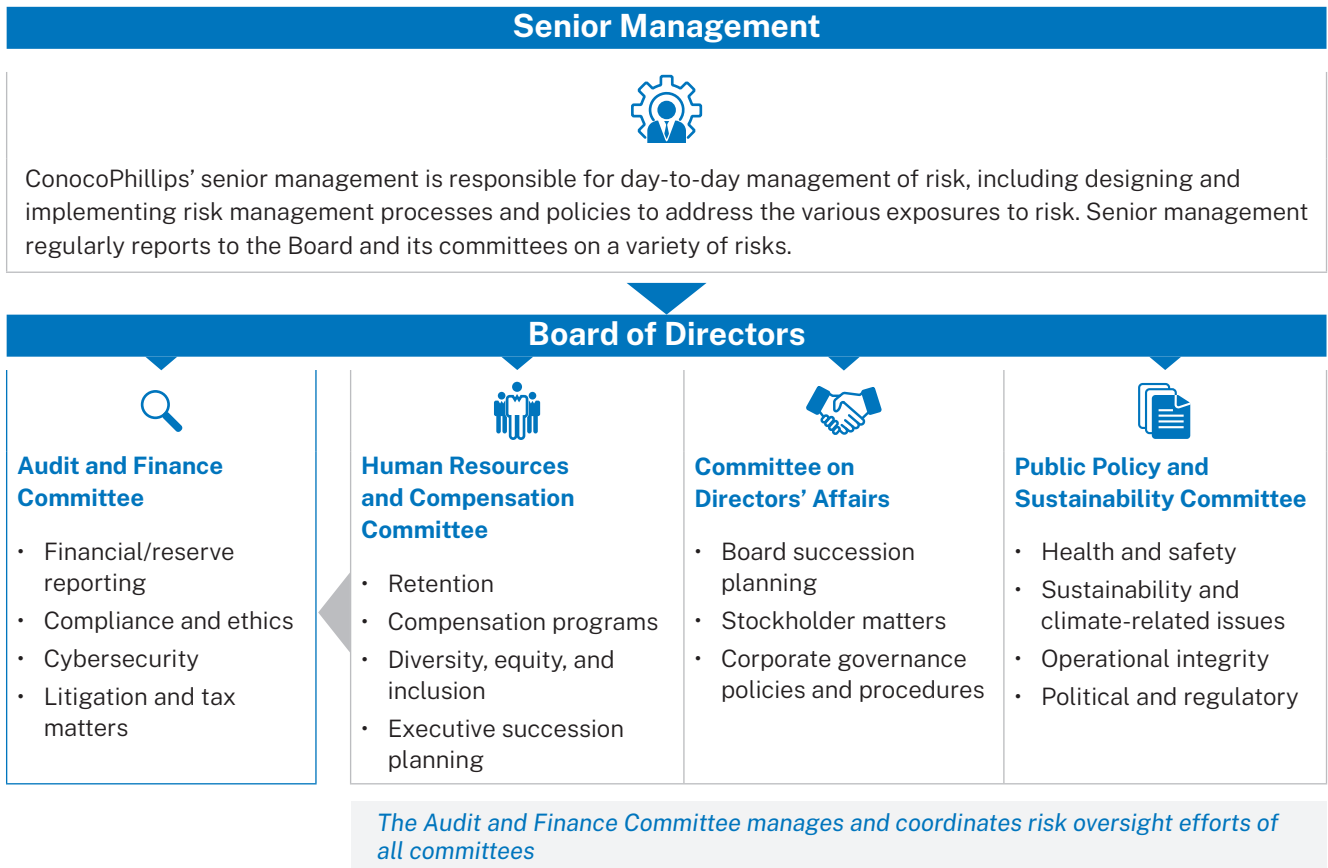 Senior Management
ConocoPhillips’ senior management is responsible for day-to-day management of risk, including designing and
implementing risk management processes and policies to address the various exposures to risk. Senior management
regularly reports to the Board and its committees on a variety of risks.
Board of Directors
Audit and Finance
Committee
• Financial/reserve
reporting
• Compliance and ethics
• Cybersecurity
• Litigation and tax
matters
Human Resources
and Compensation
Committee
• Retention
• Compensation programs
• Diversity, equity, and
inclusion
• Executive succession
planning
Committee on
Directors’ Affairs
• Board succession
planning
• Stockholder matters
• Corporate governance
policies and procedures
Public Policy and
Sustainability Committee
• Health and safety
• Sustainability and
climate-related issues
• Operational integrity
• Political and regulatory
The Audit and Finance Committee manages and coordinates risk oversight efforts of
all committees